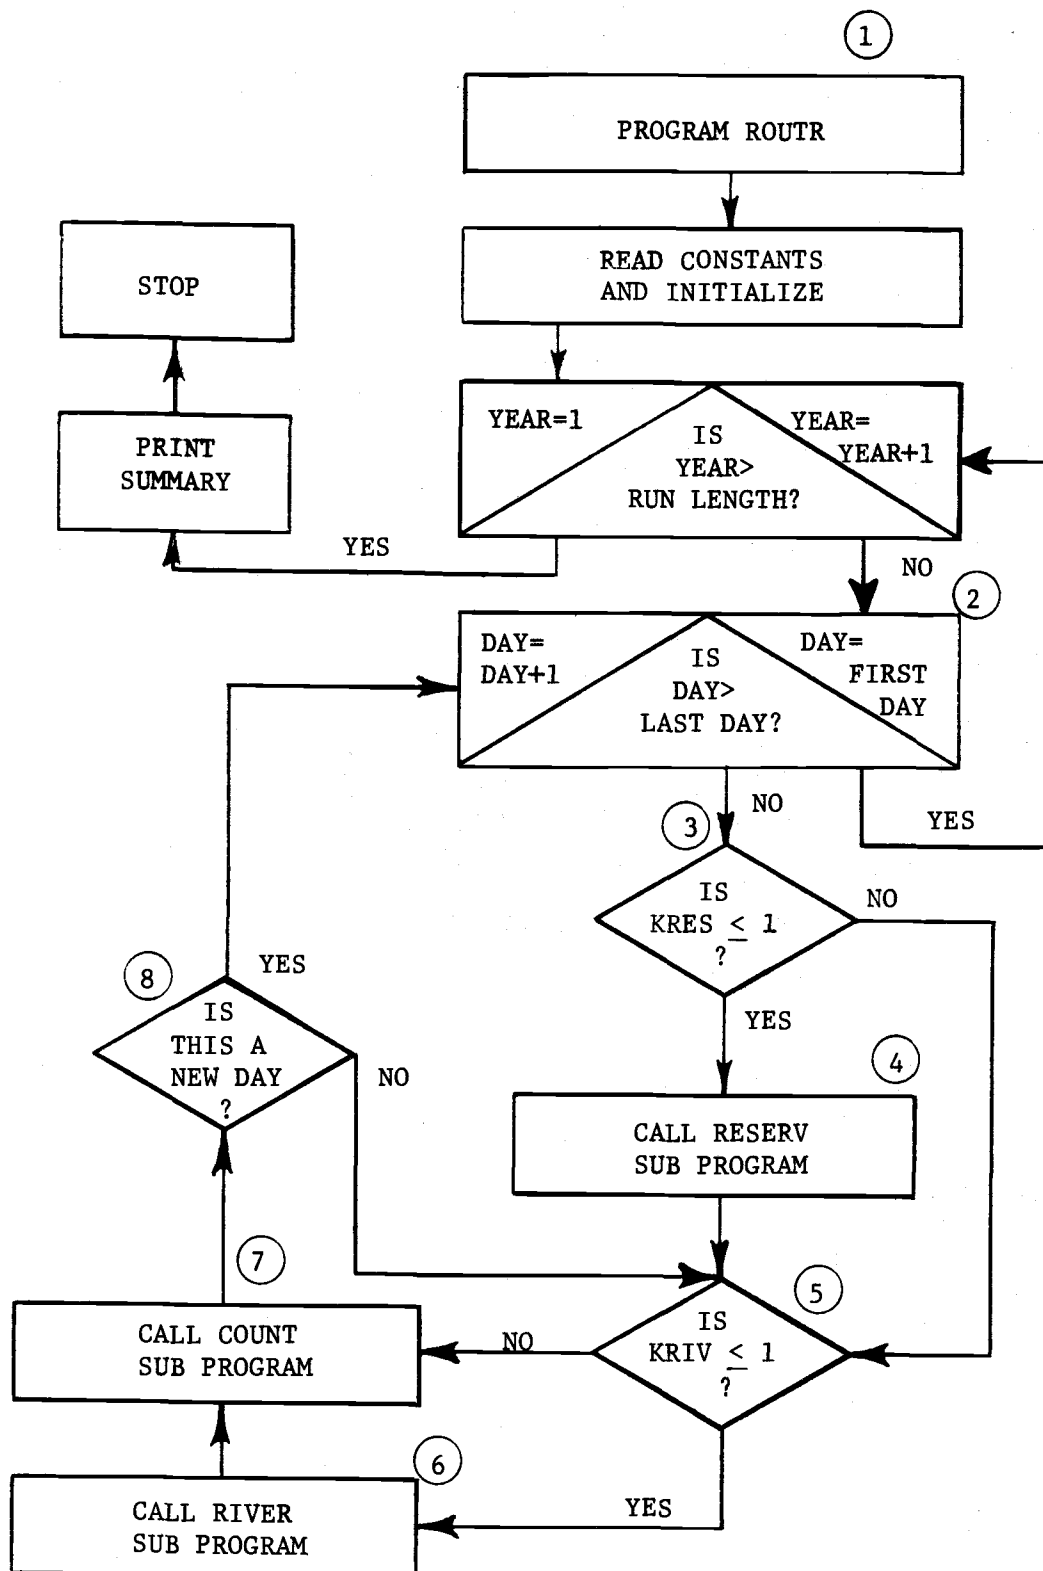 1
PROGRAM ROUTR
READ CONSTANTS
AND INITIALIZE
STOP
PRINT
SUMMARY
YEAR=1
IS
YEAR>
RUN LENGTH?
YEAR=
YEAR+1
YES
NO
2
DAY=
DAY+1
IS
DAY>
LAST DAY?
DAY=
FIRST
DAY
NO
YES
3
IS
KRES ≤ 1
?
NO
YES
4
CALL RESERV
SUB PROGRAM
5
IS
KRIV ≤ 1
?
NO
YES
6
CALL RIVER
SUB PROGRAM
7
CALL COUNT
SUB PROGRAM
8
IS
THIS A
NEW DAY
?
YES
NO